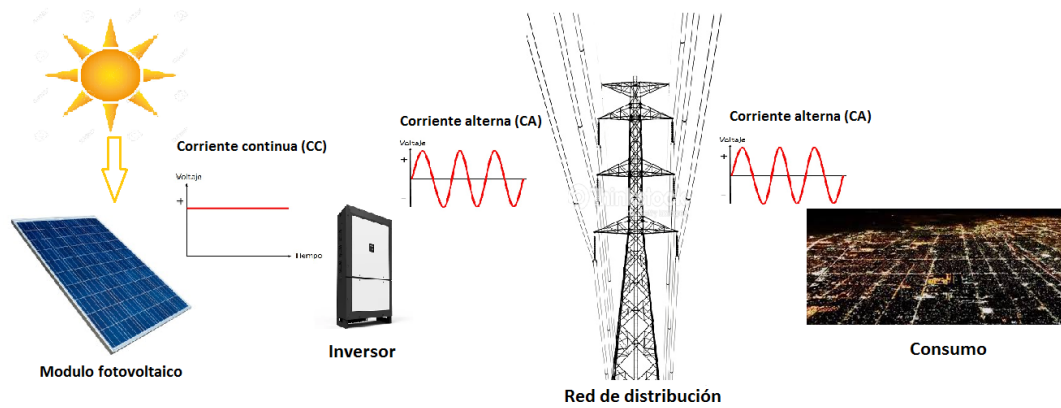 Corriente continua (CC)
Voltaje
+
Tiempo
Modulo fotovoltaico
Corriente alterna (CA)
Voltaje
+
−
Inversor
Red de distribución
Corriente alterna (CA)
Voltaje
+
−
Consumo